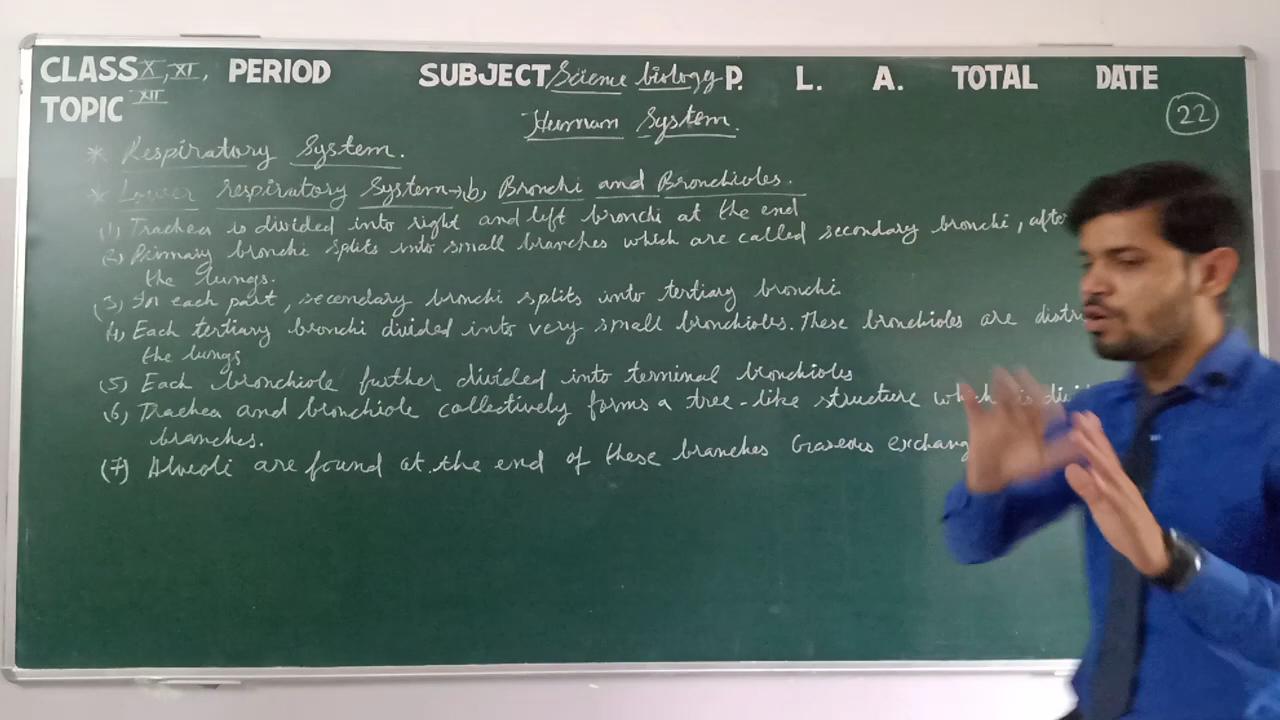 CLASS X, XI, PERIOD SUBJECT Science biology P. L. A. TOTAL DATE
TOPIC XII
Human System.
22
* Respiratory System.
* Lower respiratory System → b, Bronchi and Bronchioles.
(1) Trachea is divided into right and left bronchi at the end
(2) Primary bronchi splits into small branches which are called secondary bronchi, after
the lungs.
(3) In each part, secondary bronchi splits into tertiary bronchi
(4) Each tertiary bronchi divided into very small bronchioles. These bronchioles are distri
the lungs
(5) Each bronchiole further divided into terminal bronchioles
(6) Trachea and bronchiole collectively forms a tree-like structure which is divi
branches.
(7) Alveoli are found at the end of these branches Gaseous exchang